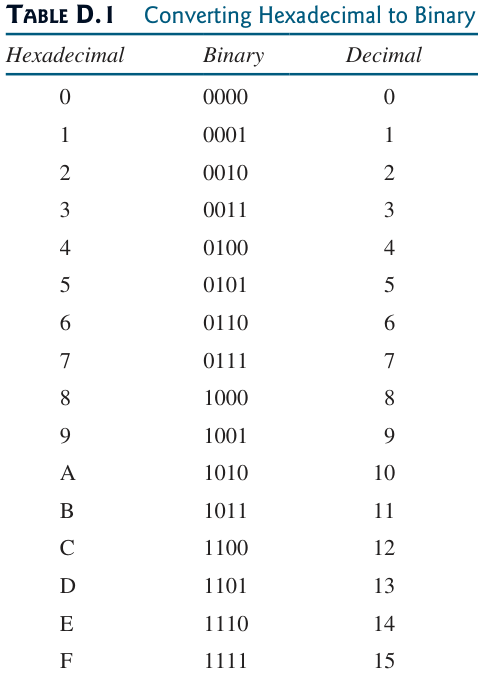 TABLE D.1 Converting Hexadecimal to Binary
Hexadecimal Binary Decimal
0 0000 0
1 0001 1
2 0010 2
3 0011 3
4 0100 4
5 0101 5
6 0110 6
7 0111 7
8 1000 8
9 1001 9
A 1010 10
B 1011 11
C 1100 12
D 1101 13
E 1110 14
F 1111 15